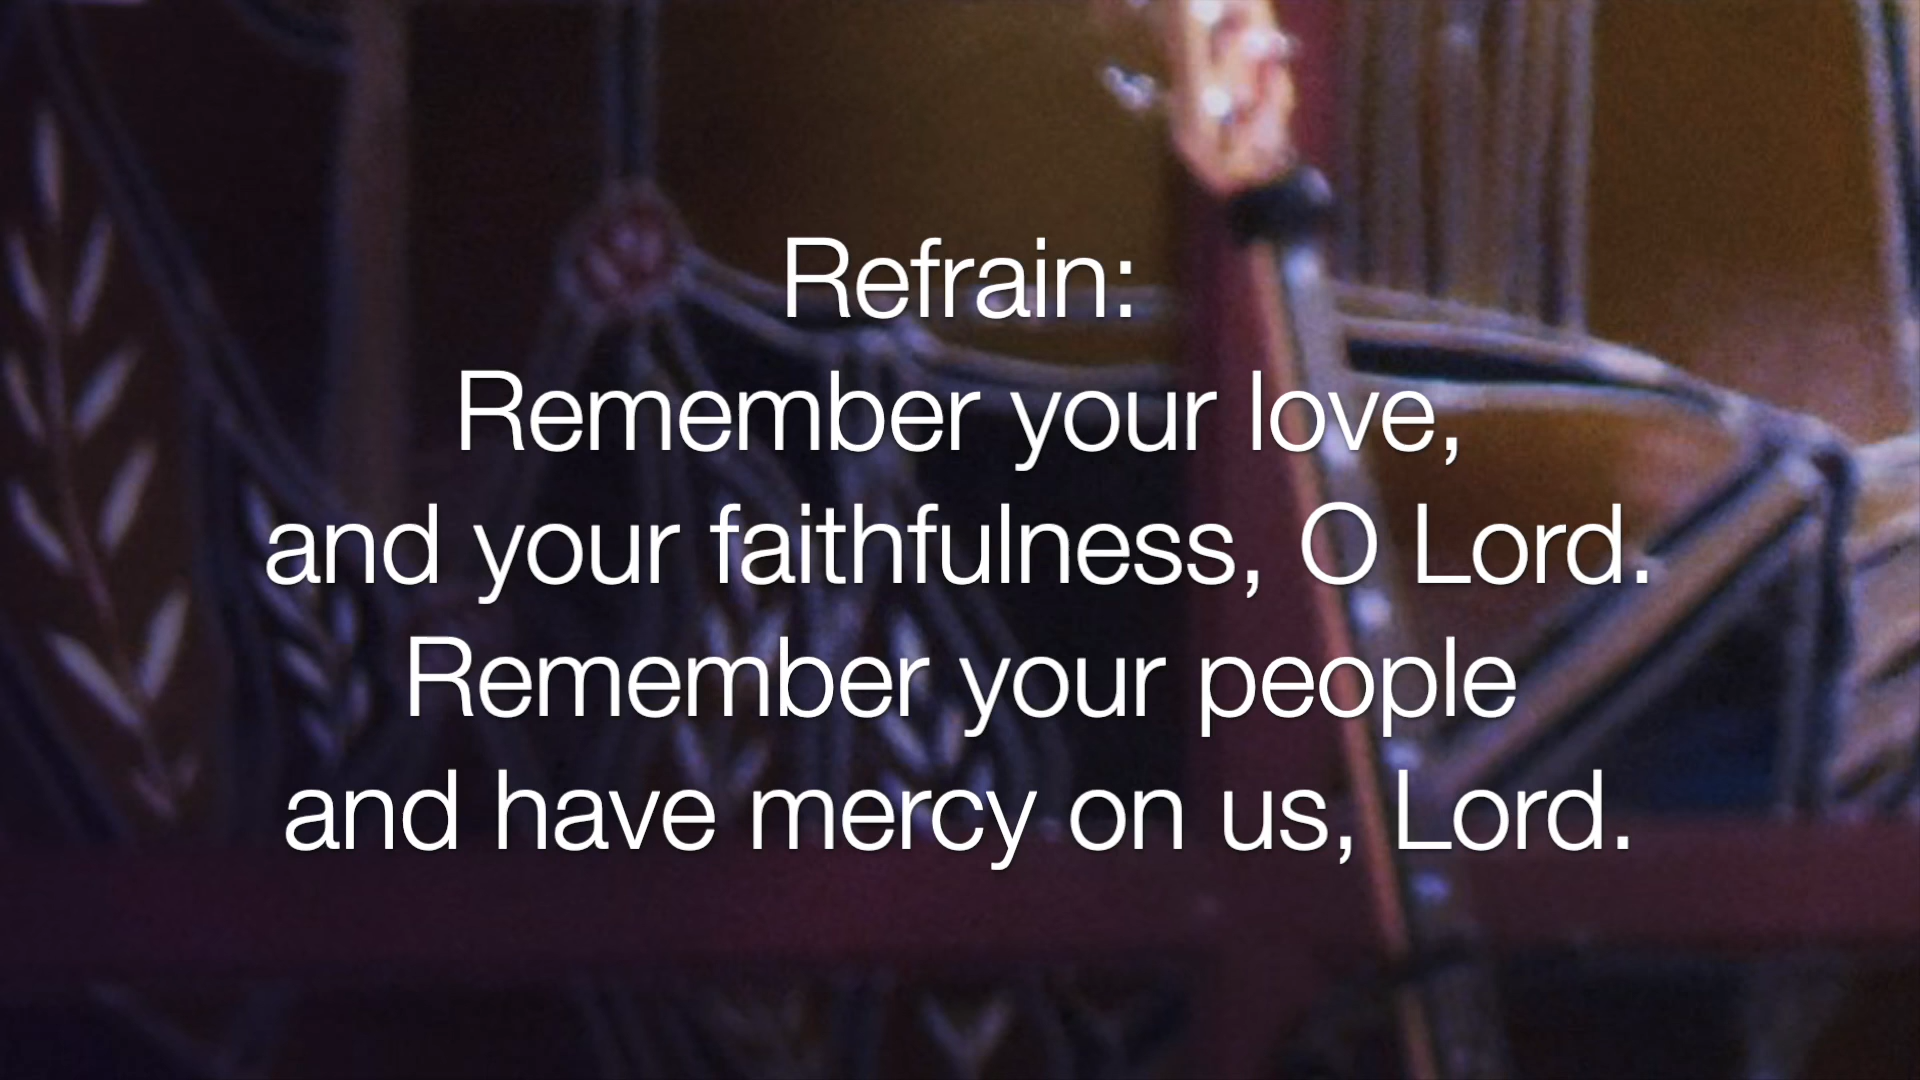 Refrain:
Remember your love,
and your faithfulness, O Lord.
Remember your people
and have mercy on us, Lord.